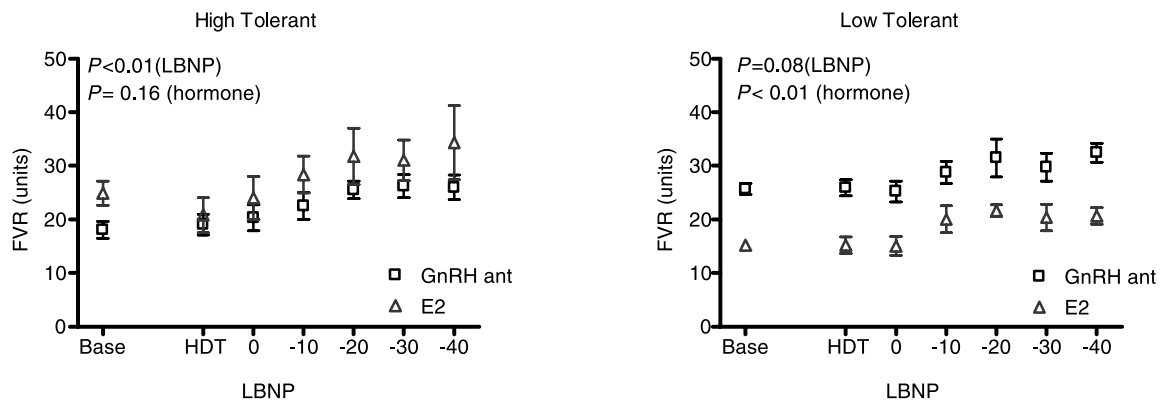 High Tolerant
P<0.01(LBNP)
P= 0.16 (hormone)
FVR (units)
50
40
30
20
10
0
GnRH ant
E2
Base HDT 0 -10 -20 -30 -40
LBNP
Low Tolerant
P=0.08(LBNP)
P< 0.01 (hormone)
FVR (units)
50
40
30
20
10
0
GnRH ant
E2
Base HDT 0 -10 -20 -30 -40
LBNP